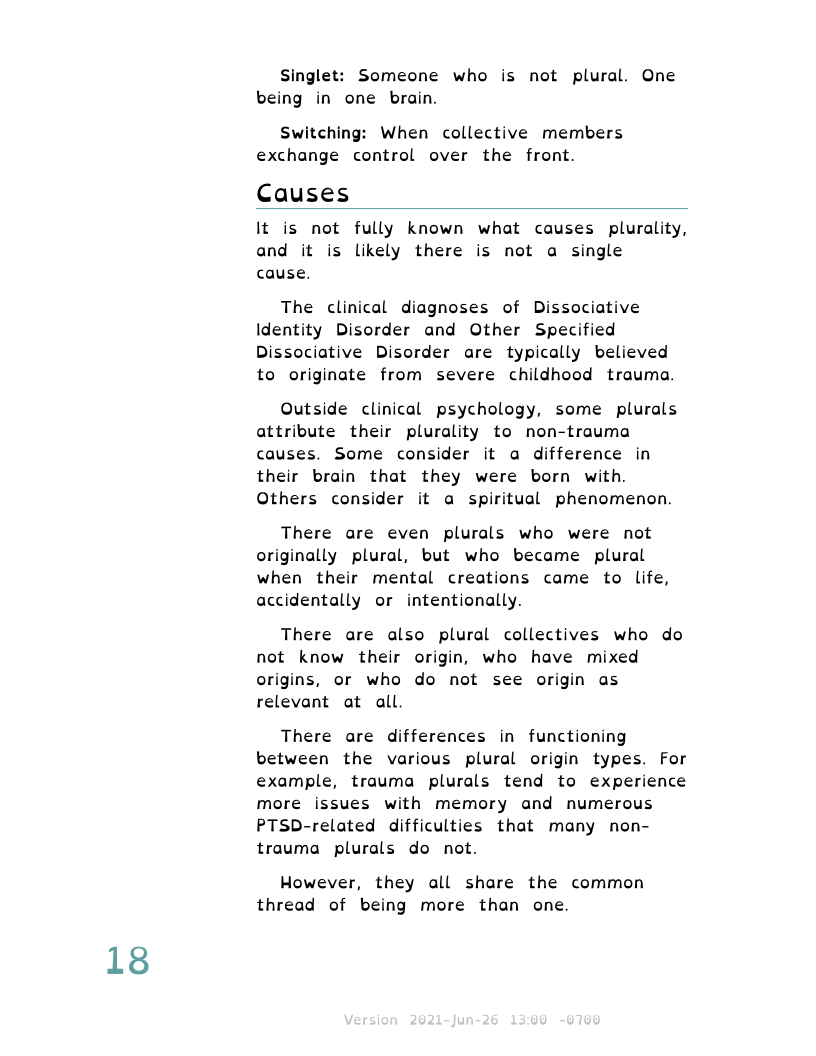 Singlet: Someone who is not plural. One
being in one brain.
Switching: When collective members
exchange control over the front.
Causes
It is not fully known what causes plurality,
and it is likely there is not a single
cause.
The clinical diagnoses of Dissociative
Identity Disorder and Other Specified
Dissociative Disorder are typically believed
to originate from severe childhood trauma.
Outside clinical psychology, some plurals
attribute their plurality to non-trauma
causes. Some consider it a difference in
their brain that they were born with.
Others consider it a spiritual phenomenon.
There are even plurals who were not
originally plural, but who became plural
when their mental creations came to life,
accidentally or intentionally.
There are also plural collectives who do
not know their origin, who have mixed
origins, or who do not see origin as
relevant at all.
There are differences in functioning
between the various plural origin types. For
example, trauma plurals tend to experience
more issues with memory and numerous
PTSD-related difficulties that many non-
trauma plurals do not.
However, they all share the common
thread of being more than one.
18
Version 2021-Jun-26 13:00 -0700